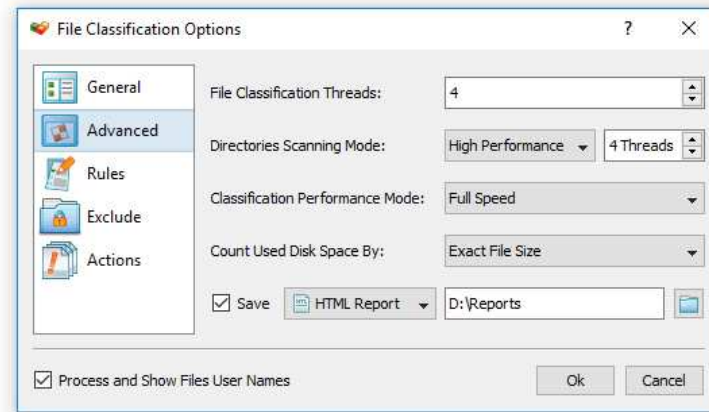 File Classification Options
General
Advanced
Rules
Exclude
Actions
File Classification Threads: 4
Directories Scanning Mode: High Performance 4 Threads
Classification Performance Mode: Full Speed
Count Used Disk Space By: Exact File Size
Save HTML Report D:\Reports
Process and Show Files User Names Ok Cancel